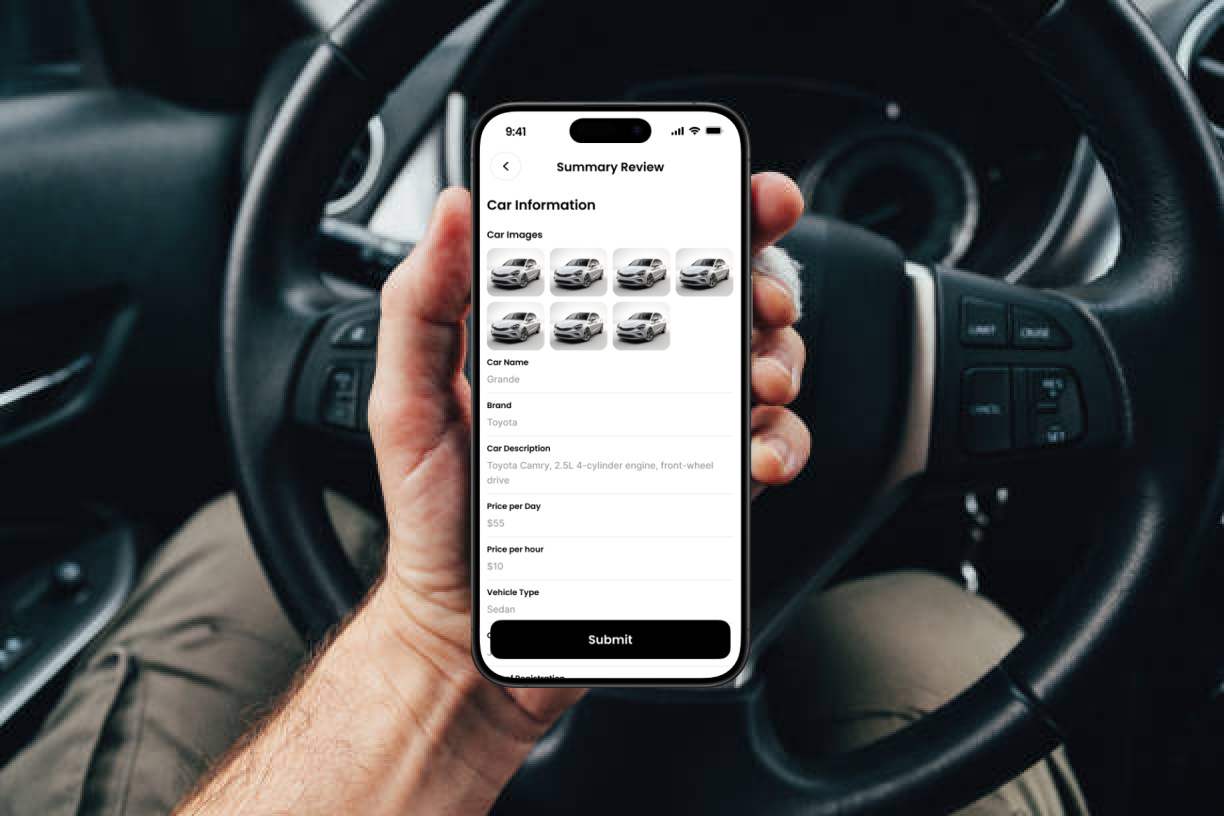 9:41
Summary Review
Car Information
Car Images
Car Name
Grande
Brand
Toyota
Car Description
Toyota Camry, 2.5L 4-cylinder engine, front-wheel
drive
Price per Day
$55
Price per hour
$10
Vehicle Type
Sedan
Submit
of Registration
LIMIT
CRUISE
CANCEL
RES
SET